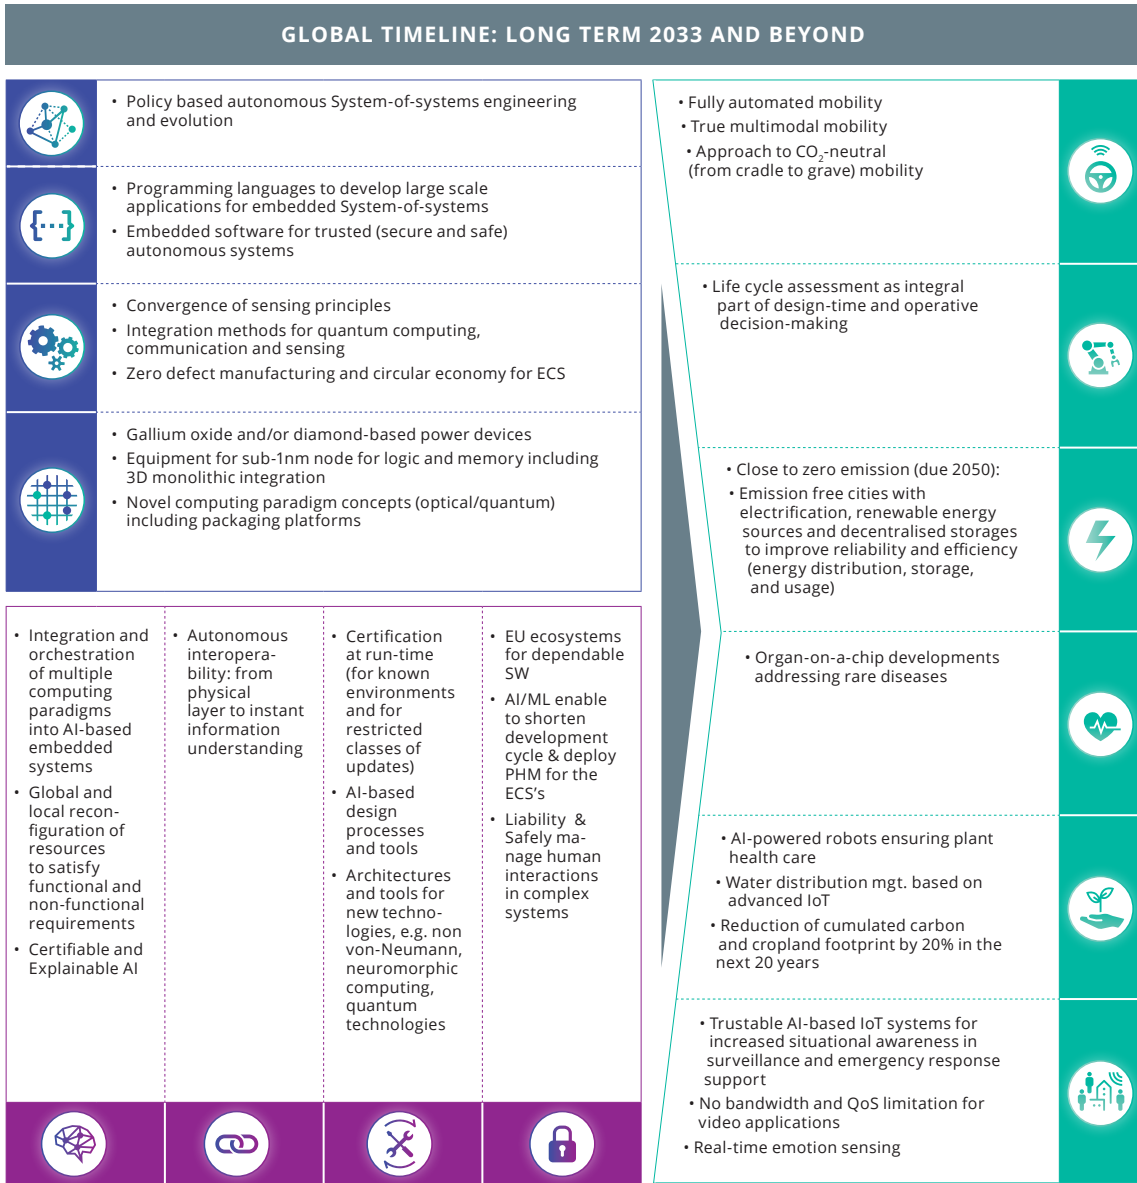 GLOBAL TIMELINE: LONG TERM 2033 AND BEYOND
• Policy based autonomous System-of-systems engineering
and evolution
• Programming languages to develop large scale
applications for embedded System-of-systems
• Embedded software for trusted (secure and safe)
autonomous systems
• Convergence of sensing principles
• Integration methods for quantum computing,
communication and sensing
• Zero defect manufacturing and circular economy for ECS
• Gallium oxide and/or diamond-based power devices
• Equipment for sub-1nm node for logic and memory including
3D monolithic integration
• Novel computing paradigm concepts (optical/quantum)
including packaging platforms
• Integration and
orchestration
of multiple
computing
paradigms
into AI-based
embedded
systems
• Global and
local recon-
figuration of
resources
to satisfy
functional and
non-functional
requirements
• Certifiable and
Explainable AI
• Autonomous
interopera-
bility: from
physical
layer to instant
information
understanding
• Certification
at run-time
(for known
environments
and for
restricted
classes of
updates)
• AI-based
design
processes
and tools
• Architectures
and tools for
new techno-
logies, e.g. non
von-Neumann,
neuromorphic
computing,
quantum
technologies
• EU ecosystems
for dependable
SW
• AI/ML enable
to shorten
development
cycle & deploy
PHM for the
ECS's
• Liability &
Safely ma-
nage human
interactions
in complex
systems
• Fully automated mobility
• True multimodal mobility
• Approach to CO₂-neutral
(from cradle to grave) mobility
• Life cycle assessment as integral
part of design-time and operative
decision-making
• Close to zero emission (due 2050):
• Emission free cities with
electrification, renewable energy
sources and decentralised storages
to improve reliability and efficiency
(energy distribution, storage,
and usage)
• Organ-on-a-chip developments
addressing rare diseases
• AI-powered robots ensuring plant
health care
• Water distribution mgt. based on
advanced IoT
• Reduction of cumulated carbon
and cropland footprint by 20% in the
next 20 years
• Trustable AI-based IoT systems for
increased situational awareness in
surveillance and emergency response
support
• No bandwidth and QoS limitation for
video applications
• Real-time emotion sensing